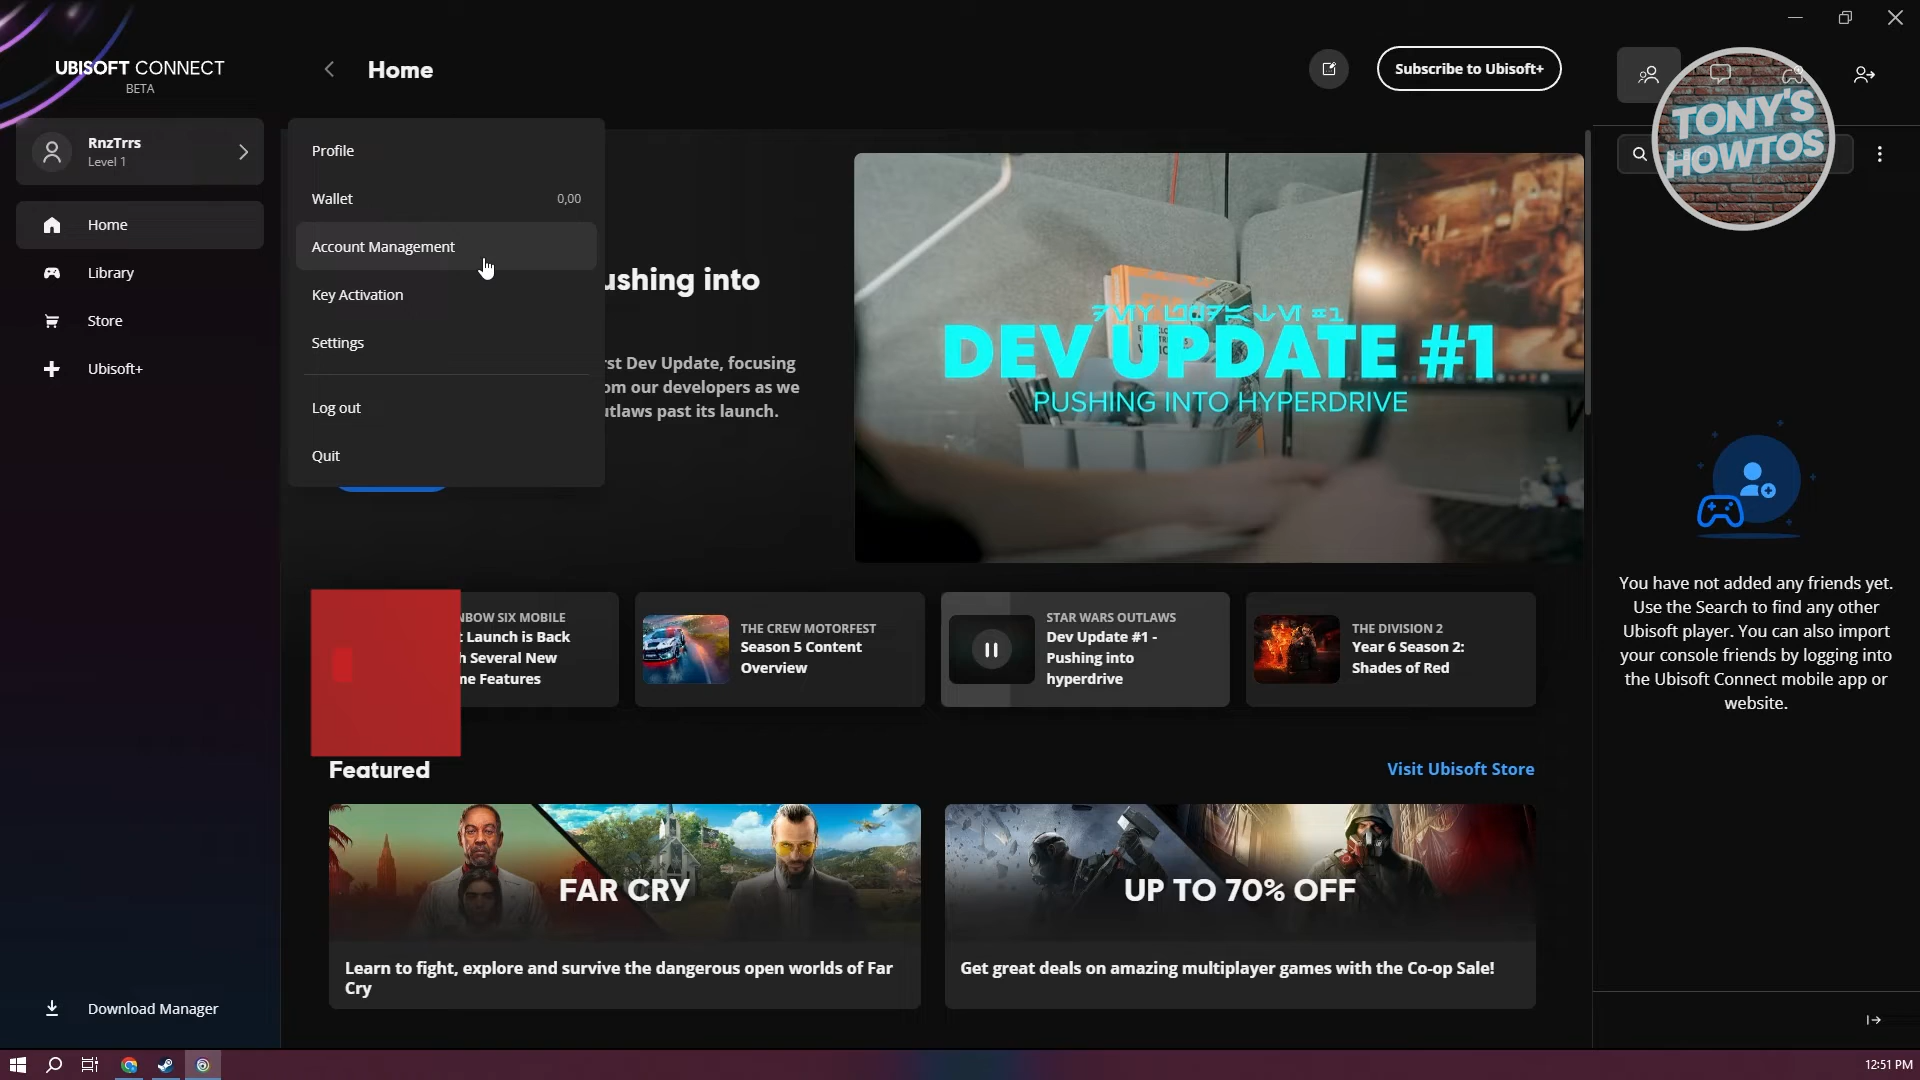 UBISOFT CONNECT
BETA
Home
Subscribe to Ubisoft+
TONY'S
HOWTOS
RnzTrrs
Level 1
Home
Library
Store
Ubisoft+
Download Manager
Profile
Wallet 0,00
Account Management
Key Activation
Settings
Log out
Quit
ushing into
rst Dev Update, focusing
om our developers as we
utlaws past its launch.
DEV UPDATE #1
PUSHING INTO HYPERDRIVE
NBOW SIX MOBILE
t Launch is Back
h Several New
ne Features
THE CREW MOTORFEST
Season 5 Content
Overview
STAR WARS OUTLAWS
Dev Update #1 -
Pushing into
hyperdrive
THE DIVISION 2
Year 6 Season 2:
Shades of Red
Featured
Visit Ubisoft Store
FAR CRY
Learn to fight, explore and survive the dangerous open worlds of Far
Cry
UP TO 70% OFF
Get great deals on amazing multiplayer games with the Co-op Sale!
You have not added any friends yet.
Use the Search to find any other
Ubisoft player. You can also import
your console friends by logging into
the Ubisoft Connect mobile app or
website.
12:51 PM